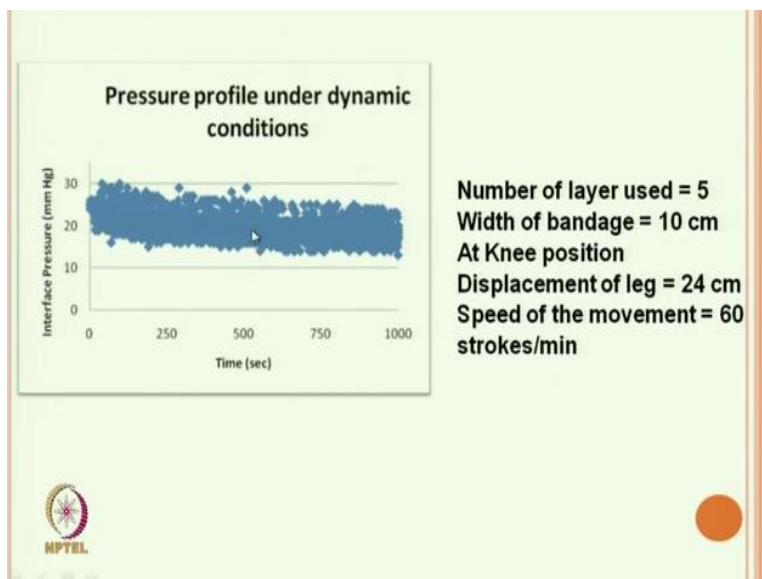 Pressure profile under dynamic
conditions
Interface Pressure (mm Hg)
30
20
10
0
0 250 500 750 1000
Time (sec)
Number of layer used = 5
Width of bandage = 10 cm
At Knee position
Displacement of leg = 24 cm
Speed of the movement = 60
strokes/min
NPTEL